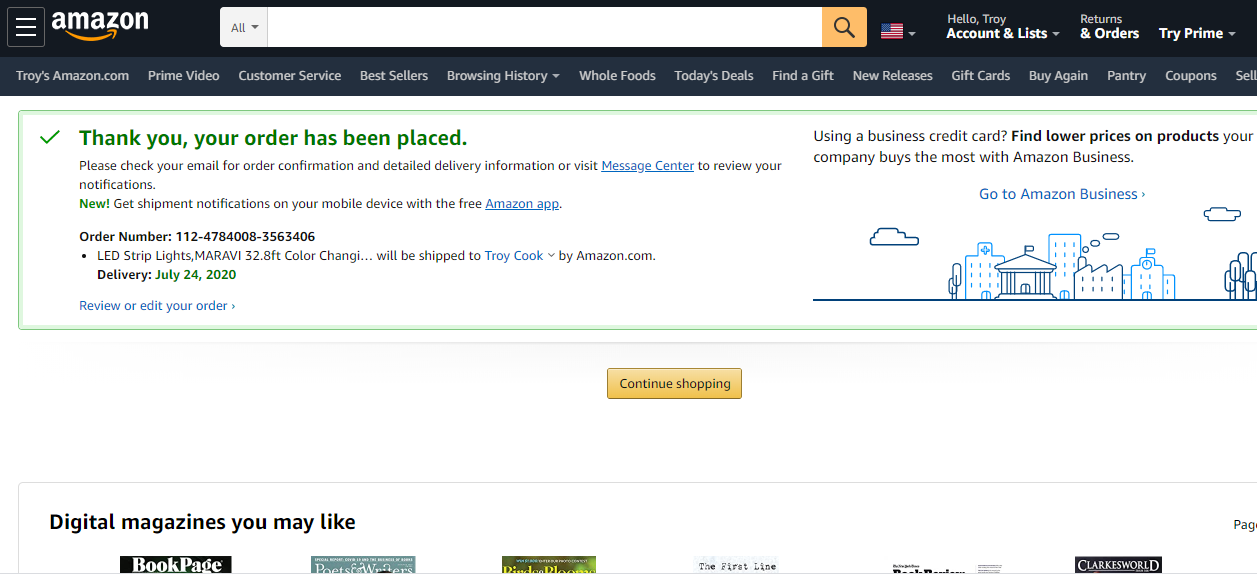 amazon
All
Hello, Troy
Account & Lists
Returns
& Orders
Try Prime
Troy's Amazon.com Prime Video Customer Service Best Sellers Browsing History Whole Foods Today's Deals Find a Gift New Releases Gift Cards Buy Again Pantry Coupons Sell
Thank you, your order has been placed.
Please check your email for order confirmation and detailed delivery information or visit Message Center to review your
notifications.
New! Get shipment notifications on your mobile device with the free Amazon app.
Order Number: 112-4784008-3563406
• LED Strip Lights,MARAVI 32.8ft Color Changi... will be shipped to Troy Cook by Amazon.com.
Delivery: July 24, 2020
Review or edit your order ›
Using a business credit card? Find lower prices on products your
company buys the most with Amazon Business.
Go to Amazon Business ›
Continue shopping
Digital magazines you may like
Page
BookPage
Poets&Writers
Birds&Blooms
The First Line
Book Review
CLARKESWORLD